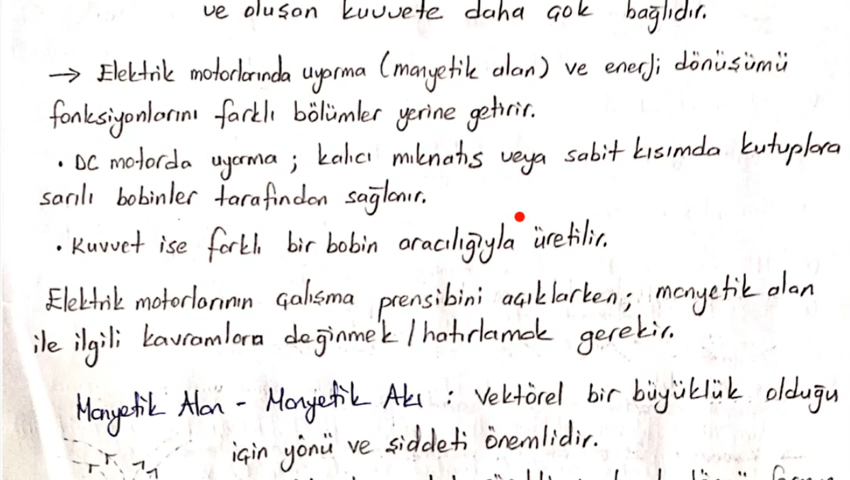 ve oluşan kuvvete daha çok bağlıdır.
→ Elektrik motorlarında uyarma (manyetik alan) ve enerji dönüşümü
fonksiyonlarını farklı bölümler yerine getirir.
• DC motorda uyarma ; kalıcı mıknatıs veya sabit kısımda kutuplara
sarılı bobinler tarafından sağlanır.
• Kuvvet ise farklı bir bobin aracılığıyla üretilir.
Elektrik motorlarının çalışma prensibini açıklarken; manyetik alan
ile ilgili kavramlara değinmek / hatırlamak gerekir.
Manyetik Alan - Manyetik Akı : Vektörel bir büyüklük olduğu
için yönü ve şiddeti önemlidir.